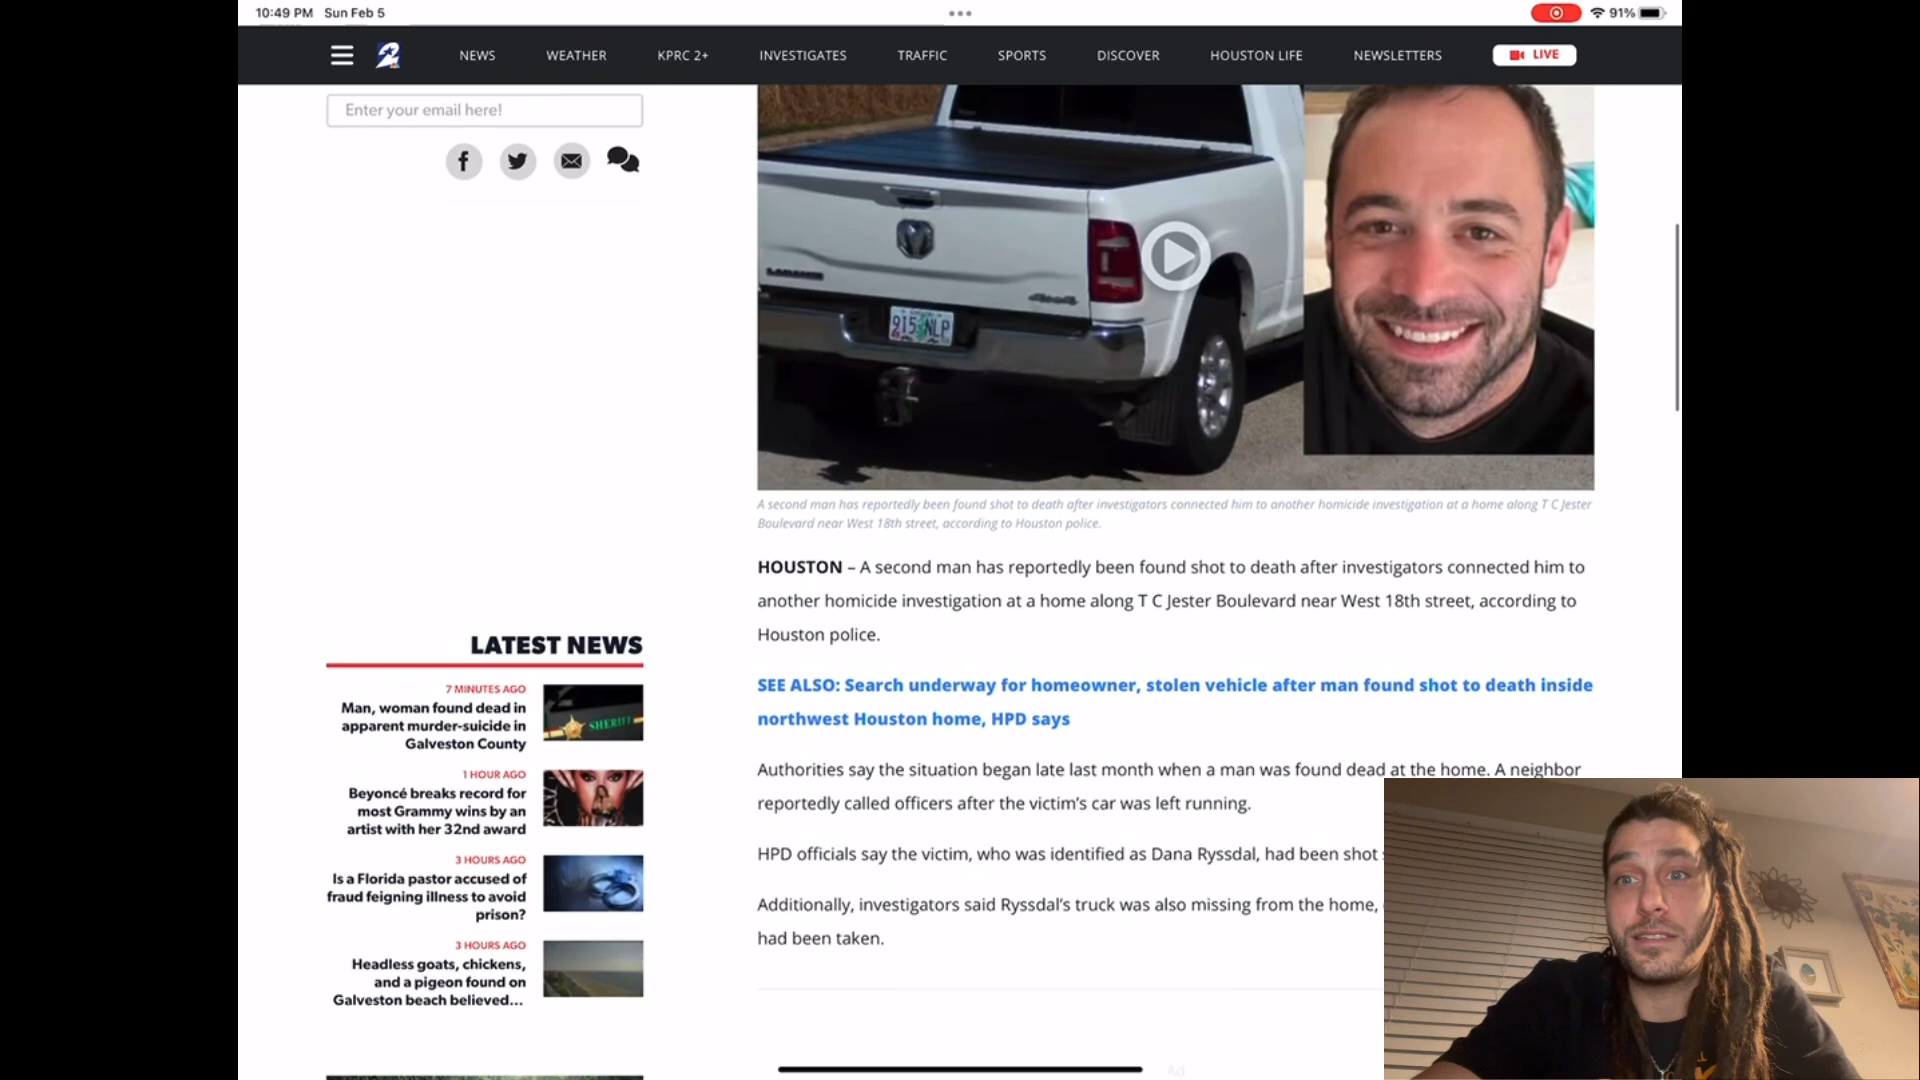 10:49 PM Sun Feb 5
91%
2
NEWS
WEATHER
KPRC 2+
INVESTIGATES
TRAFFIC
SPORTS
DISCOVER
HOUSTON LIFE
NEWSLETTERS
LIVE
Enter your email here!
915 NLP
4x4
A second man has reportedly been found shot to death after investigators connected him to another homicide investigation at a home along T C Jester
Boulevard near West 18th street, according to Houston police.
HOUSTON – A second man has reportedly been found shot to death after investigators connected him to
another homicide investigation at a home along T C Jester Boulevard near West 18th street, according to
Houston police.
SEE ALSO: Search underway for homeowner, stolen vehicle after man found shot to death inside
northwest Houston home, HPD says
Authorities say the situation began late last month when a man was found dead at the home. A neighbor
reportedly called officers after the victim's car was left running.
HPD officials say the victim, who was identified as Dana Ryssdal, had been shot
Additionally, investigators said Ryssdal's truck was also missing from the home,
had been taken.
Ad
LATEST NEWS
7 MINUTES AGO
Man, woman found dead in
apparent murder-suicide in
Galveston County
SHERIFF
1 HOUR AGO
Beyoncé breaks record for
most Grammy wins by an
artist with her 32nd award
3 HOURS AGO
Is a Florida pastor accused of
fraud feigning illness to avoid
prison?
3 HOURS AGO
Headless goats, chickens,
and a pigeon found on
Galveston beach believed...